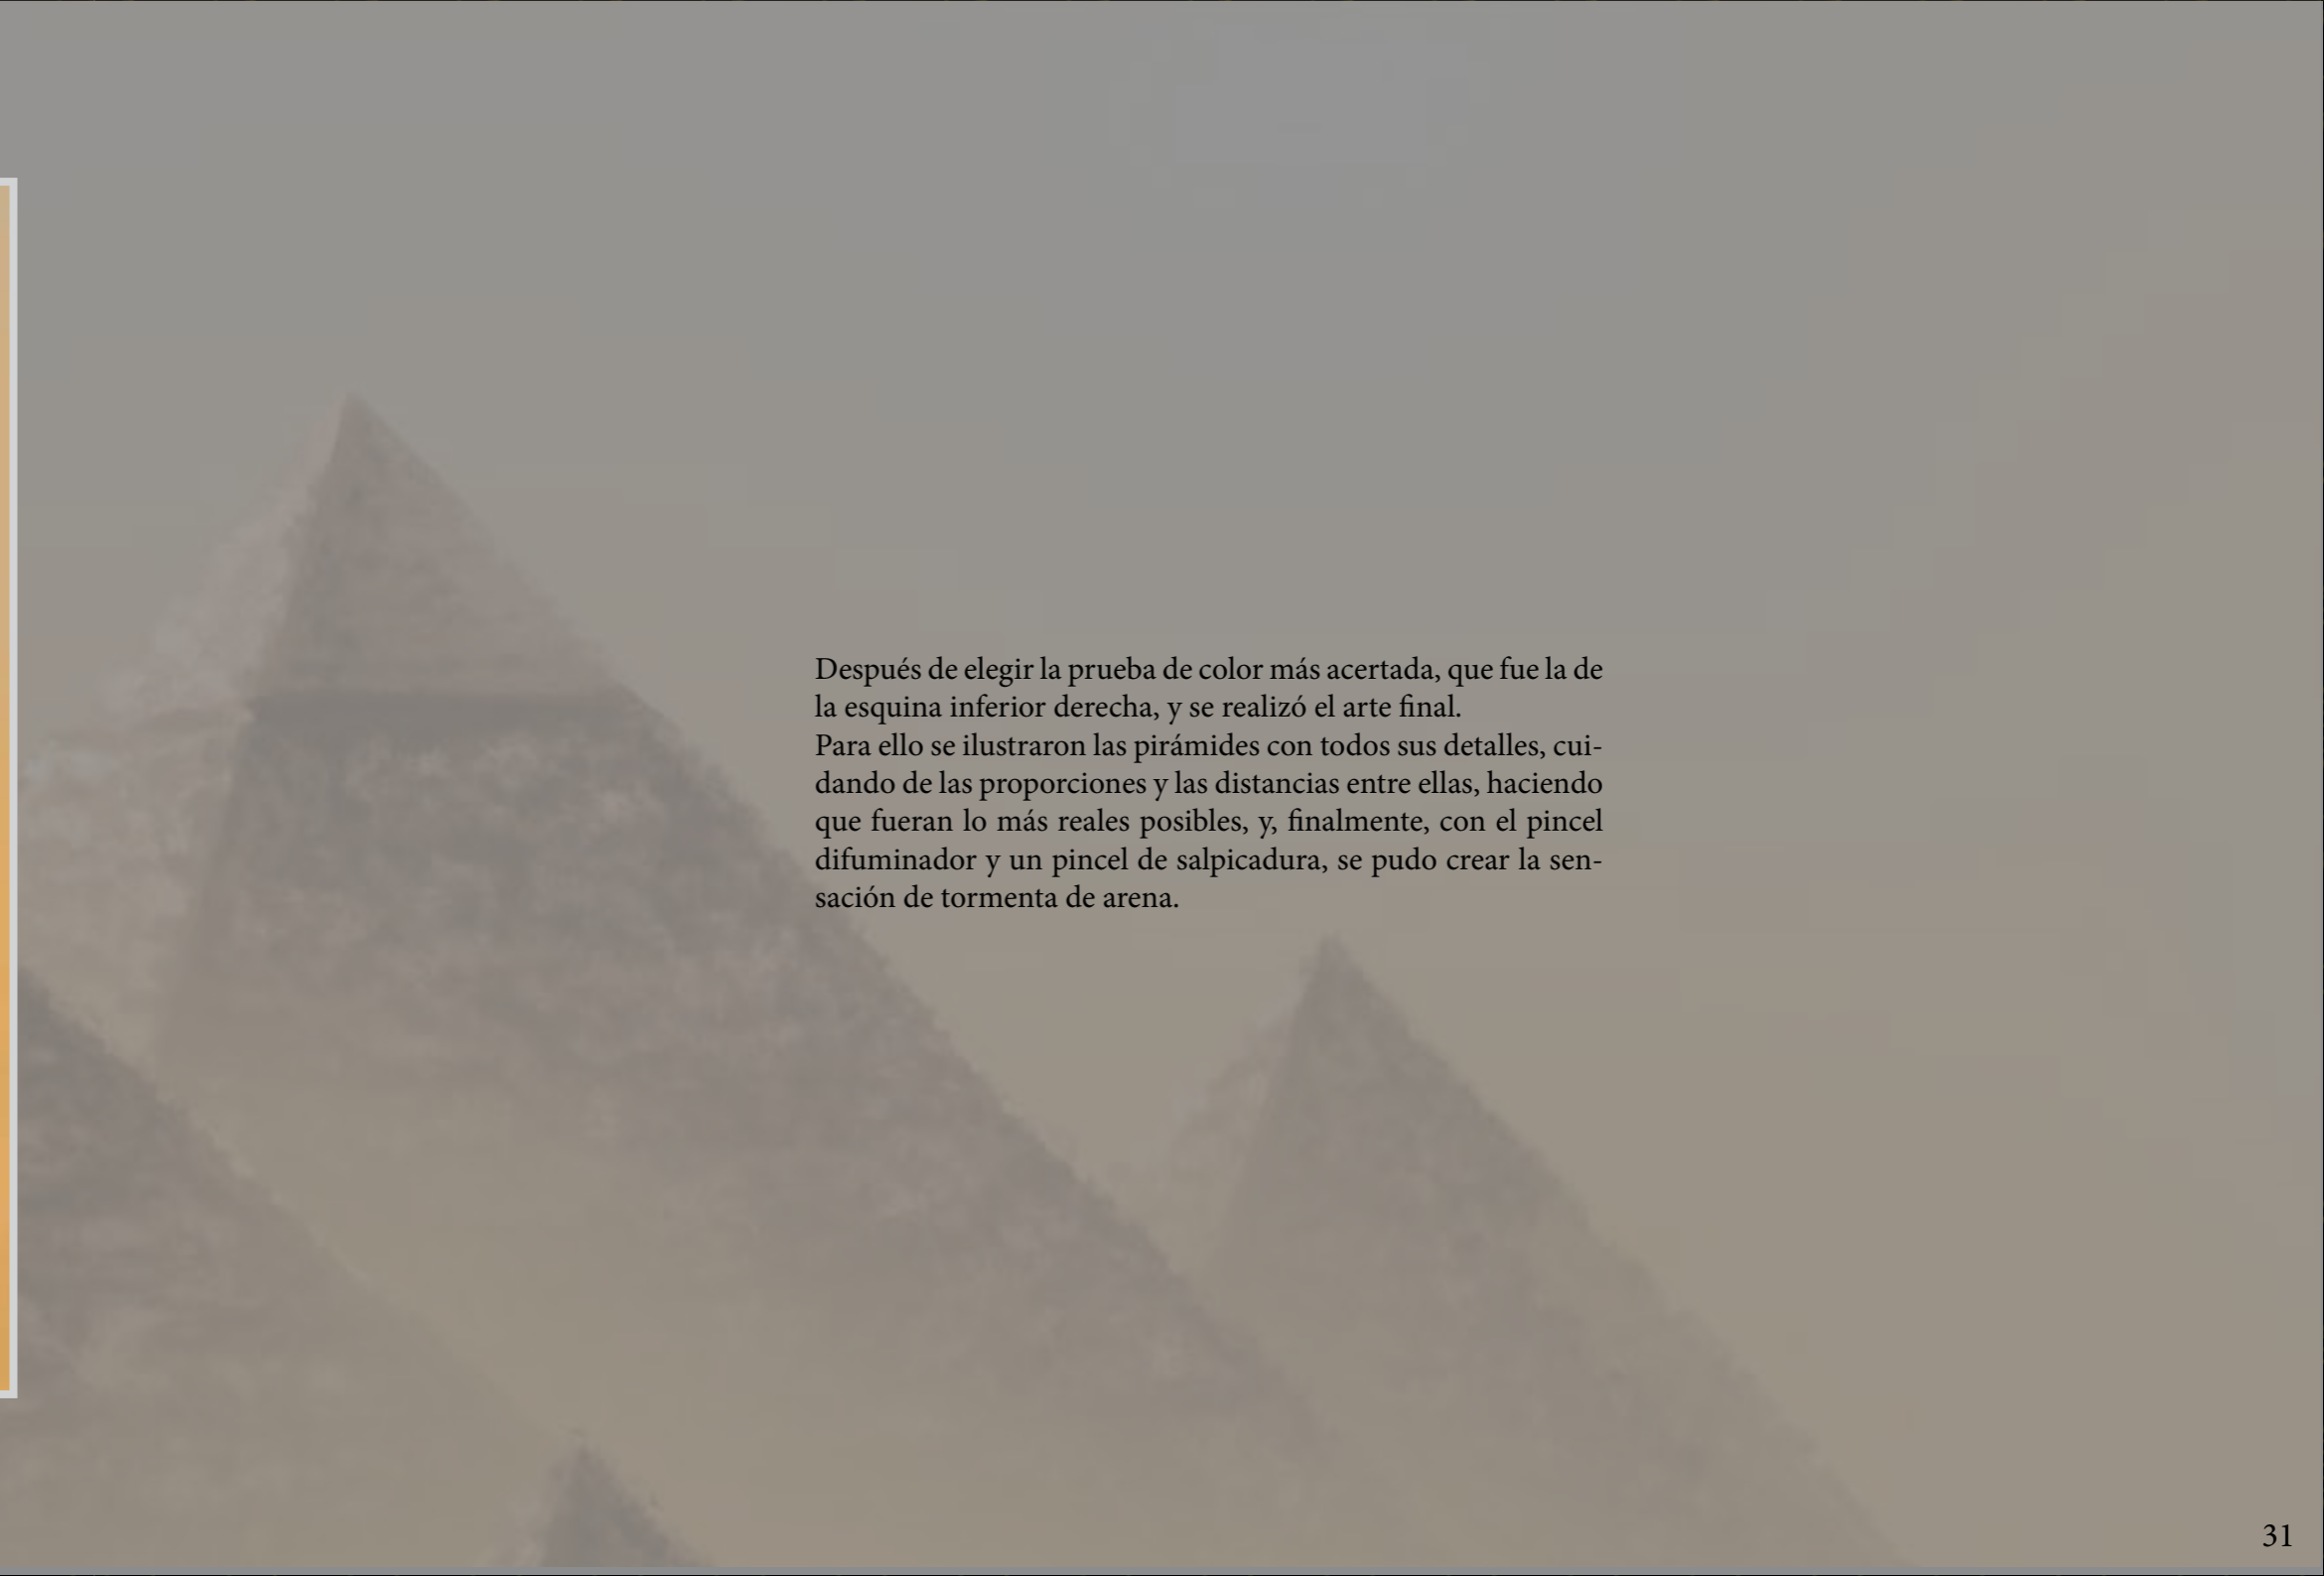 Después de elegir la prueba de color más acertada, que fue la de
la esquina inferior derecha, y se realizó el arte final.
Para ello se ilustraron las pirámides con todos sus detalles, cui-
dando de las proporciones y las distancias entre ellas, haciendo
que fueran lo más reales posibles, y, finalmente, con el pincel
difuminador y un pincel de salpicadura, se pudo crear la sen-
sación de tormenta de arena.
31